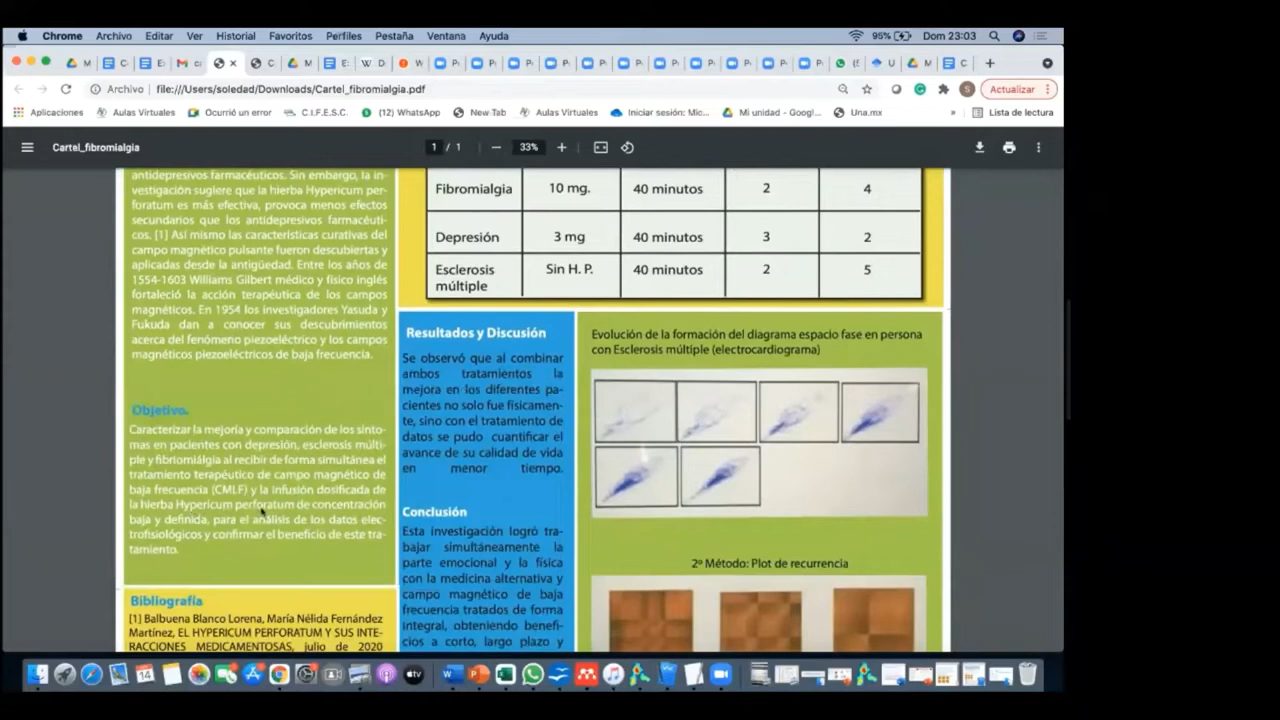 Chrome Archivo Editar Ver Historial Favoritos Perfiles Pestaña Ventana Ayuda
95% Dom 23:03
Archivo file:///Users/soledad/Downloads/Cartel_fibromialgia.pdf
Actualizar
Aplicaciones Aulas Virtuales Ocurrió un error C.I.F.E.S.C. (12) WhatsApp New Tab Aulas Virtuales Iniciar sesión: Mic... Mi unidad - Googl... Una.mx » Lista de lectura
Cartel_fibromialgia
1 / 1 33%
antidepresivos farmacéuticos. Sin embargo, la in-
vestigación sugiere que la hierba Hypericum per-
foratum es más efectiva, provoca menos efectos
secundarios que los antidepresivos farmacéuti-
cos. [1] Así mismo las características curativas del
campo magnético pulsante fueron descubiertas y
aplicadas desde la antigüedad. Entre los años de
1554-1603 Williams Gilbert médico y físico inglés
fortaleció la acción terapéutica de los campos
magnéticos. En 1954 los investigadores Yasuda y
Fukuda dan a conocer sus descubrimientos
acerca del fenómeno piezoeléctrico y los campos
magnéticos piezoeléctricos de baja frecuencia.
Objetivo.
Caracterizar la mejoría y comparación de los sínto-
mas en pacientes con depresión, esclerosis múlti-
ple y fibriomiálgia al recibir de forma simultánea el
tratamiento terapéutico de campo magnético de
baja frecuencia (CMLF) y la infusión dosificada de
la hierba Hypericum perforatum de concentración
baja y definida, para el análisis de los datos elec-
trofisiológicos y confirmar el beneficio de este tra-
tamiento.
Bibliografía
[1] Balbuena Blanco Lorena, María Nélida Fernández
Martínez, EL HYPERICUM PERFORATUM Y SUS INTE-
RACCIONES MEDICAMENTOSAS, julio de 2020
Fibromialgia 10 mg. 40 minutos 2 4
Depresión 3 mg 40 minutos 3 2
Esclerosis Sin H. P. 40 minutos 2 5
múltiple
Resultados y Discusión
Se observó que al combinar
ambos tratamientos la
mejora en los diferentes pa-
cientes no solo fue físicamen-
te, sino con el tratamiento de
datos se pudo cuantificar el
avance de su calidad de vida
en menor tiempo.
Conclusión
Esta investigación logró tra-
bajar simultáneamente la
parte emocional y la física
con la medicina alternativa y
campo magnético de baja
frecuencia tratados de forma
integral, obteniendo benefi-
cios a corto, largo plazo y
Evolución de la formación del diagrama espacio fase en persona
con Esclerosis múltiple (electrocardiograma)
2º Método: Plot de recurrencia